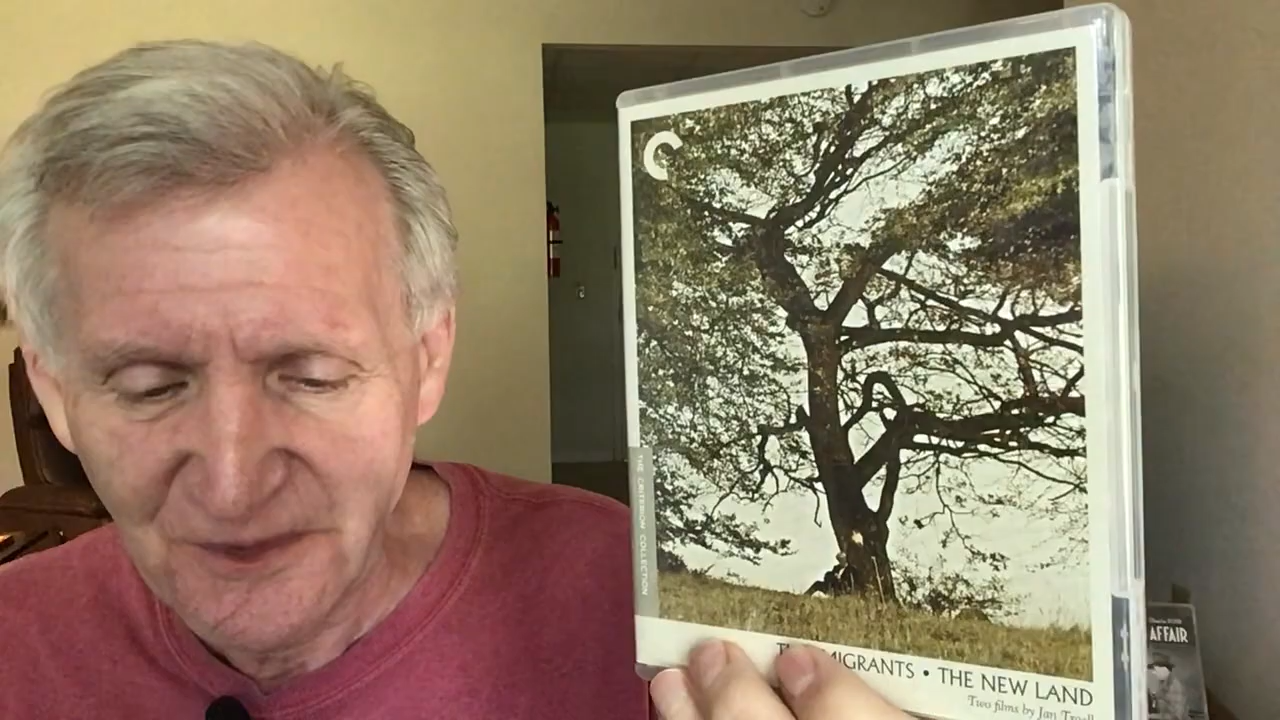 THE CRITERION COLLECTION
MIGRANTS • THE NEW LAND
Two films by Jan Troell
AFFAIR